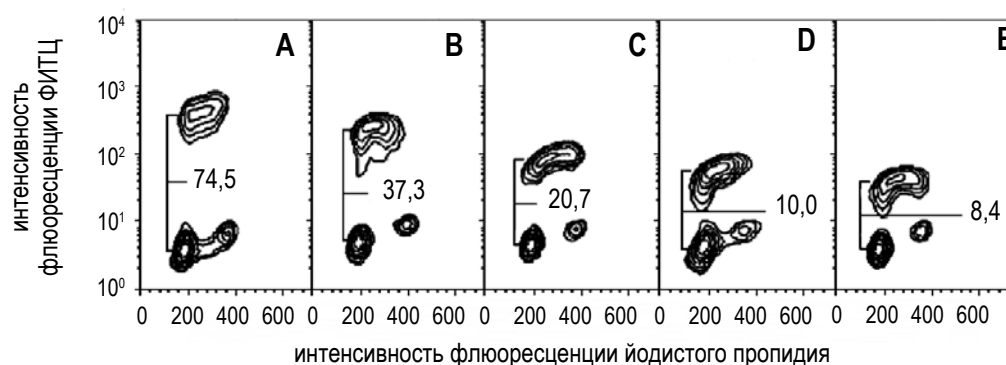 интенсивность
флюоресценции ФИТЦ
10⁴
10³
10²
10¹
10⁰
A
B
C
D
E
74,5
37,3
20,7
10,0
8,4
0 200 400 600
0 200 400 600
0 200 400 600
0 200 400 600
0 200 400 600
интенсивность флюоресценции йодистого пропидия